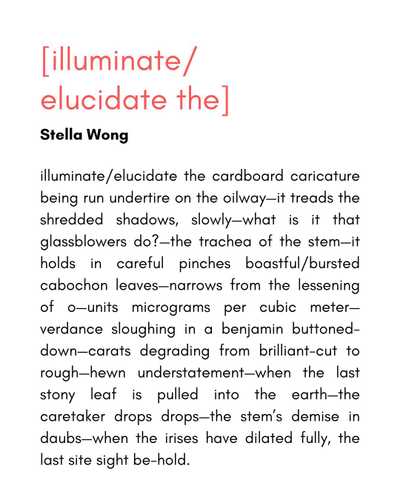 [illuminate/
elucidate the]
Stella Wong
illuminate/elucidate the cardboard caricature
being run undertire on the oilway—it treads the
shredded shadows, slowly—what is it that
glassblowers do?—the trachea of the stem—it
holds in careful pinches boastful/bursted
cabochon leaves—narrows from the lessening
of o—units micrograms per cubic meter—
verdance sloughing in a benjamin buttoned-
down—carats degrading from brilliant-cut to
rough—hewn understatement—when the last
stony leaf is pulled into the earth—the
caretaker drops drops—the stem’s demise in
daubs—when the irises have dilated fully, the
last site sight be-hold.